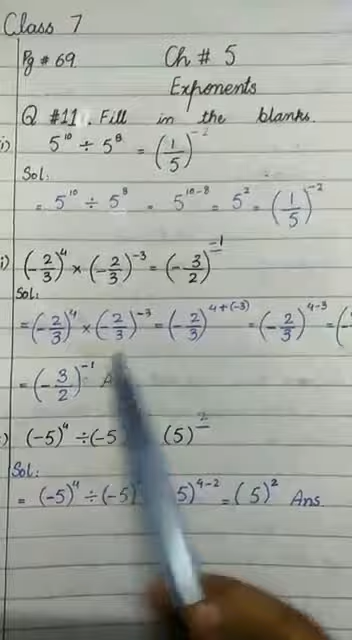 Class 7
Pg # 69. Ch # 5
Exponents
Q #11. Fill in the blanks.
i) 5^10 ÷ 5^8 = (1/5)^-2
Sol:
= 5^10 ÷ 5^8 = 5^10-8 = 5^2 = (1/5)^-2
i) (-2/3)^4 × (-2/3)^-3 = (-3/2)^-1
Sol:
= (-2/3)^4 × (-2/3)^-3 = (-2/3)^4+(-3) = (-2/3)^4-3 = (-
= (-3/2)^-1 A
) (-5)^4 ÷ (-5 (5)^2
Sol:
= (-5)^4 ÷ (-5) 5)^4-2 = (5)^2 Ans